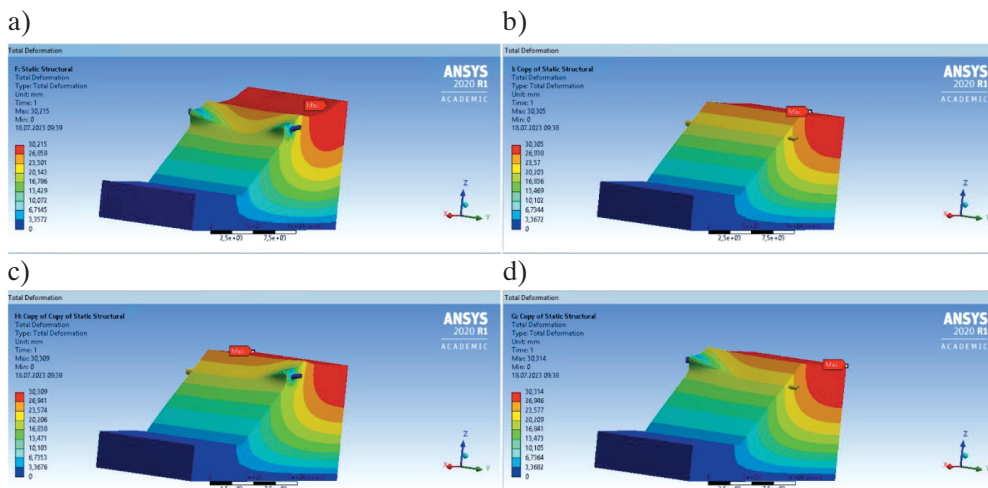 a)
Total Deformation
F: Static Structural
Total Deformation
Type: Total Deformation
Unit: mm
Time: 1
Max: 30,215
Min: 0
18.07.2023 09:39
30,215
26,858
23,501
20,143
16,786
13,429
10,072
6,7145
3,3572
0
Max
ANSYS
2020 R1
ACADEMIC
Z
X
Y
2,5e+03
7,5e+03
b)
Total Deformation
I: Copy of Static Structural
Total Deformation
Type: Total Deformation
Unit: mm
Time: 1
Max: 30,305
Min: 0
18.07.2023 09:38
30,305
26,938
23,57
20,203
16,836
13,469
10,102
6,7344
3,3672
0
Max
ANSYS
2020 R1
ACADEMIC
Z
X
Y
2,5e+03
7,5e+03
c)
Total Deformation
H: Copy of Copy of Static Structural
Total Deformation
Type: Total Deformation
Unit: mm
Time: 1
Max: 30,309
Min: 0
18.07.2023 09:38
30,309
26,941
23,574
20,206
16,838
13,471
10,103
6,7353
3,3676
0
Max
ANSYS
2020 R1
ACADEMIC
Z
X
Y
d)
Total Deformation
G: Copy of Static Structural
Total Deformation
Type: Total Deformation
Unit: mm
Time: 1
Max: 30,314
Min: 0
18.07.2023 09:38
30,314
26,946
23,577
20,209
16,841
13,473
10,105
6,7364
3,3682
0
Max
ANSYS
2020 R1
ACADEMIC
Z
X
Y